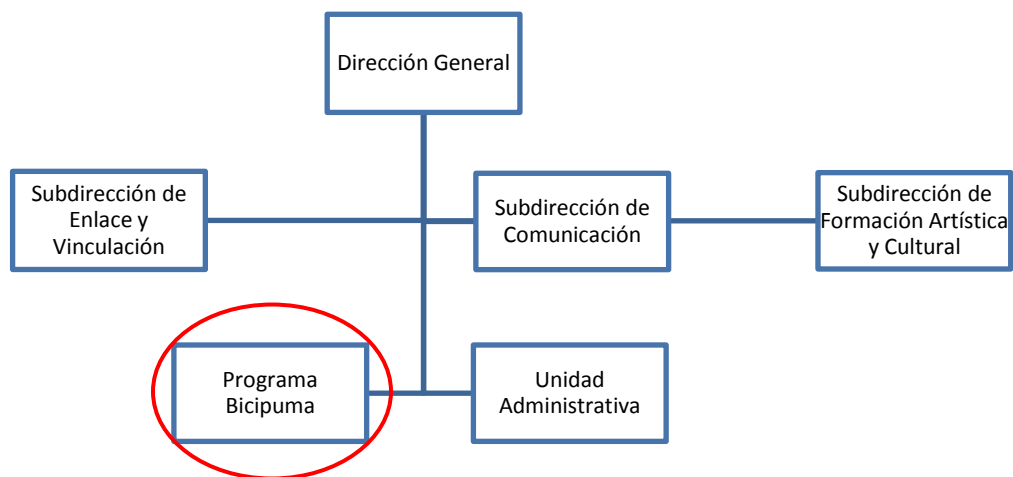 Dirección General
Subdirección de
Enlace y
Vinculación
Subdirección de
Comunicación
Subdirección de
Formación Artística
y Cultural
Programa
Bicipuma
Unidad
Administrativa